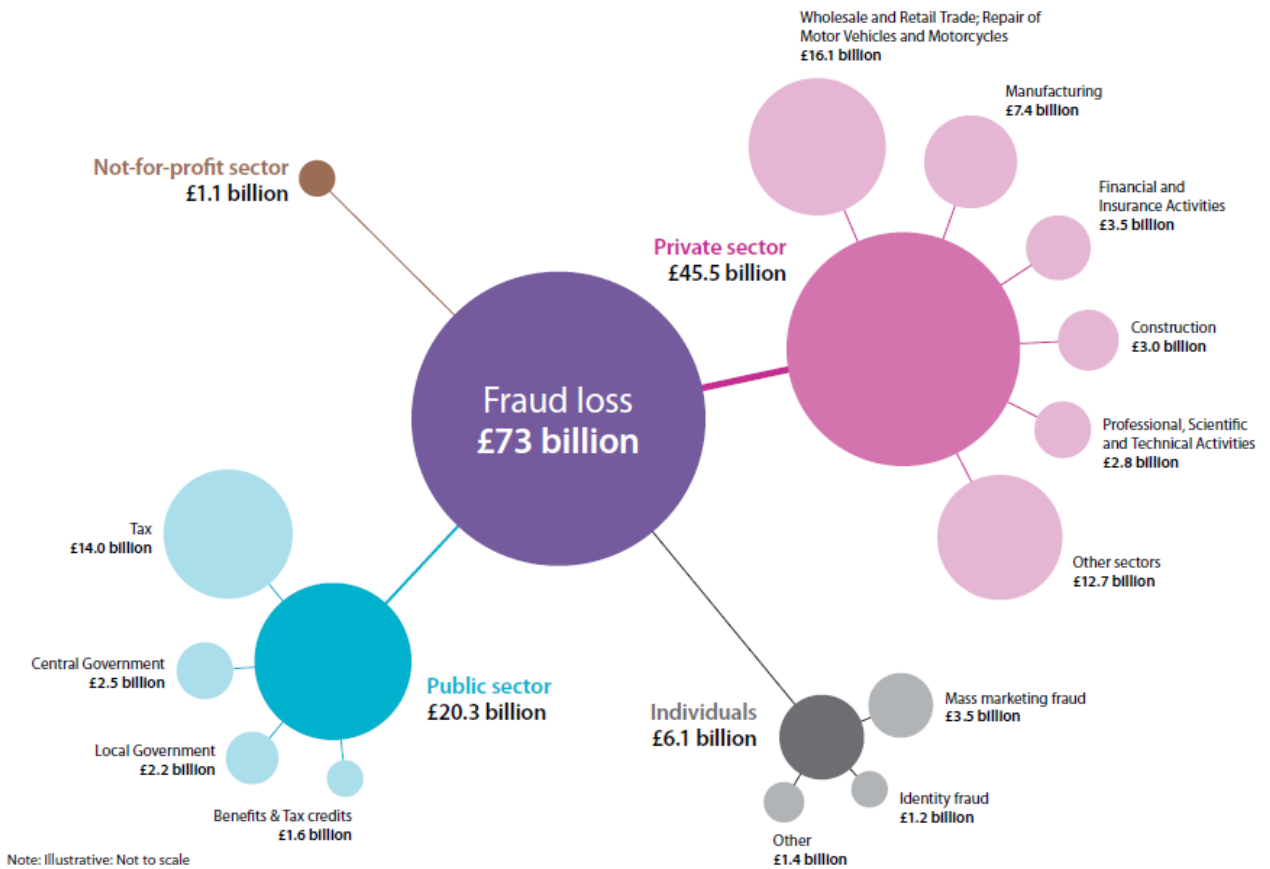 Wholesale and Retail Trade; Repair of
Motor Vehicles and Motorcycles
£16.1 billion
Manufacturing
£7.4 billion
Financial and
Insurance Activities
£3.5 billion
Construction
£3.0 billion
Professional, Scientific
and Technical Activities
£2.8 billion
Other sectors
£12.7 billion
Private sector
£45.5 billion
Not-for-profit sector
£1.1 billion
Fraud loss
£73 billion
Tax
£14.0 billion
Central Government
£2.5 billion
Local Government
£2.2 billion
Benefits & Tax credits
£1.6 billion
Public sector
£20.3 billion
Individuals
£6.1 billion
Mass marketing fraud
£3.5 billion
Identity fraud
£1.2 billion
Other
£1.4 billion
Note: Illustrative: Not to scale